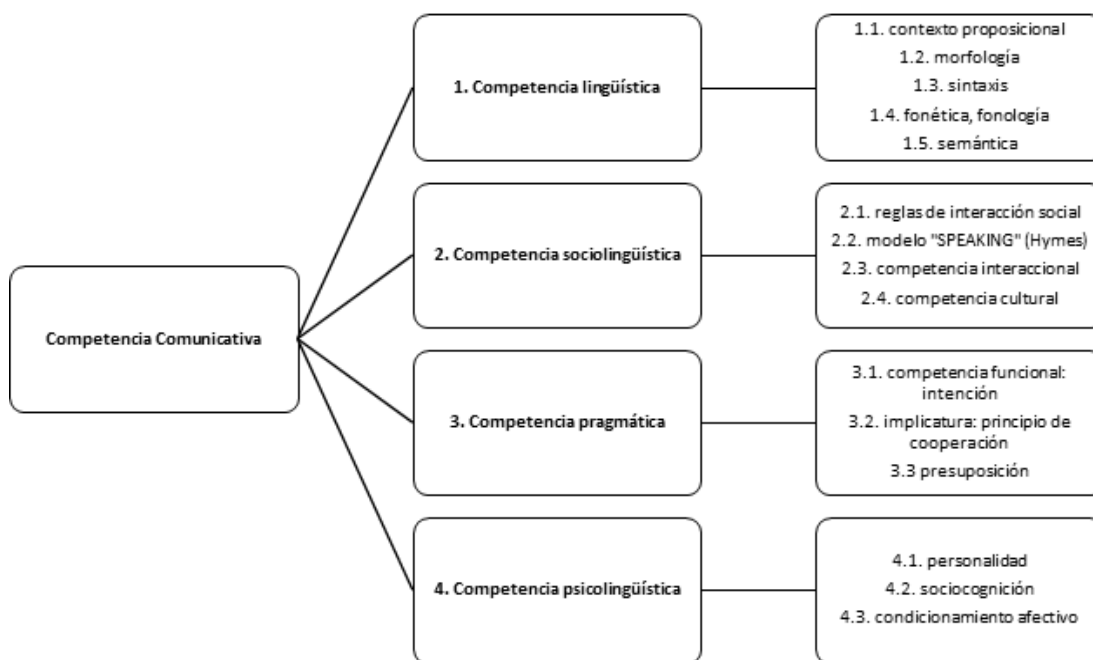 Competencia Comunicativa
1. Competencia lingüística
1.1. contexto proposicional
1.2. morfología
1.3. sintaxis
1.4. fonética, fonología
1.5. semántica
2. Competencia sociolingüística
2.1. reglas de interacción social
2.2. modelo "SPEAKING" (Hymes)
2.3. competencia interaccional
2.4. competencia cultural
3. Competencia pragmática
3.1. competencia funcional:
intención
3.2. implicatura: principio de
cooperación
3.3 presuposición
4. Competencia psicolingüística
4.1. personalidad
4.2. sociocognición
4.3. condicionamiento afectivo